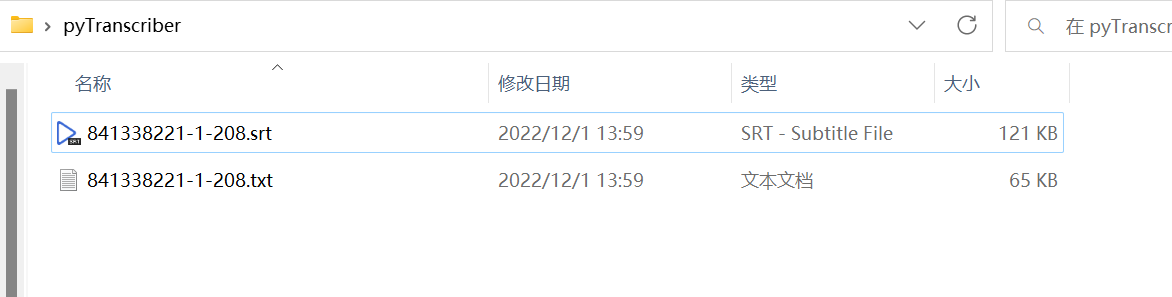 pyTranscriber
在 pyTranscr
名称 修改日期 类型 大小
841338221-1-208.srt 2022/12/1 13:59 SRT - Subtitle File 121 KB
841338221-1-208.txt 2022/12/1 13:59 文本文档 65 KB